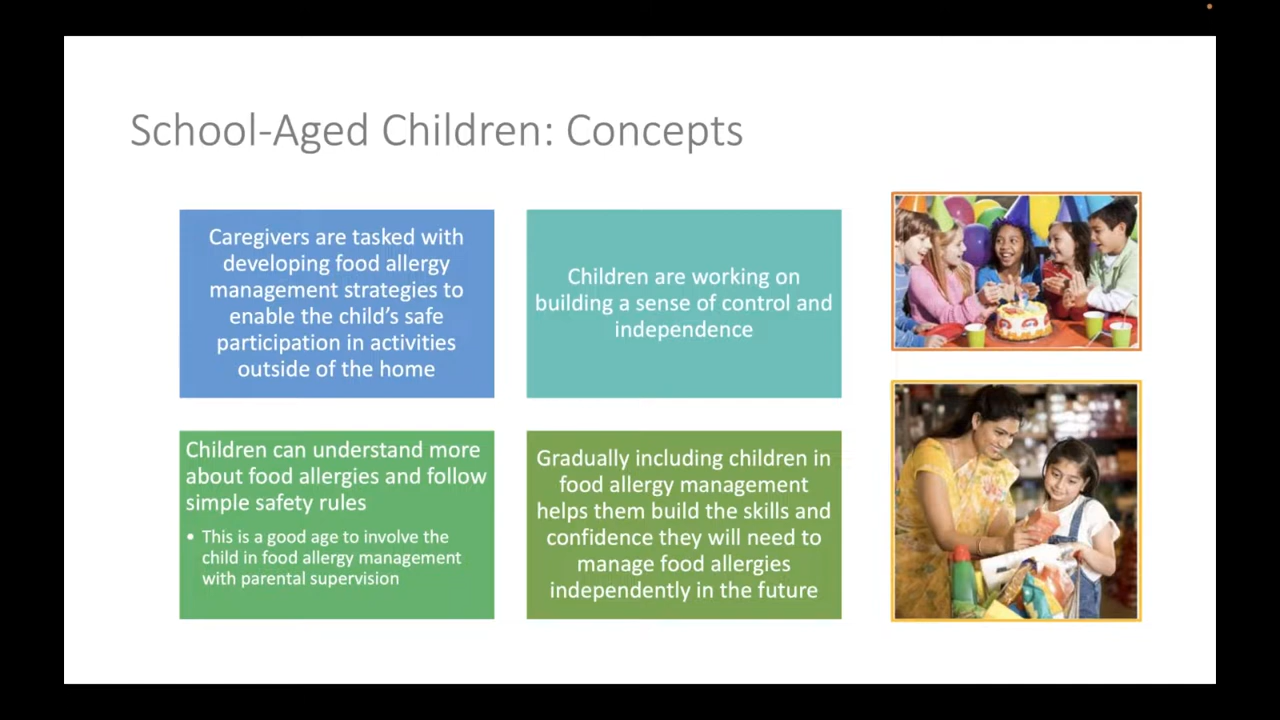 School-Aged Children: Concepts
Caregivers are tasked with
developing food allergy
management strategies to
enable the child's safe
participation in activities
outside of the home
Children are working on
building a sense of control and
independence
Children can understand more
about food allergies and follow
simple safety rules
• This is a good age to involve the
child in food allergy management
with parental supervision
Gradually including children in
food allergy management
helps them build the skills and
confidence they will need to
manage food allergies
independently in the future